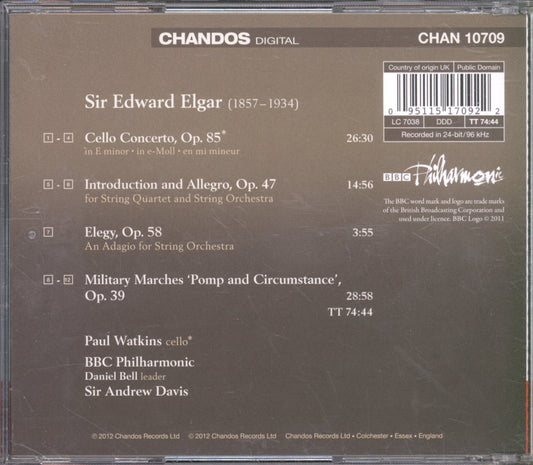 CHANDOS DIGITAL
CHAN 10709
Country of origin UK Public Domain
0 95115 17092 2
LC 7038 DDD TT 74:44
Recorded in 24-bit/96 kHz
BBC Philharmonic
The BBC word mark and logo are trade marks
of the British Broadcasting Corporation and
used under licence. BBC Logo © 2011
Sir Edward Elgar (1857–1934)
1 - 4 Cello Concerto, Op. 85* 26:30
in E minor · in e-Moll · en mi mineur
5 - 6 Introduction and Allegro, Op. 47 14:56
for String Quartet and String Orchestra
7 Elegy, Op. 58 3:55
An Adagio for String Orchestra
8 - 12 Military Marches ‘Pomp and Circumstance’,
Op. 39 28:58
TT 74:44
Paul Watkins cello*
BBC Philharmonic
Daniel Bell leader
Sir Andrew Davis
℗ 2012 Chandos Records Ltd © 2012 Chandos Records Ltd Chandos Records Ltd • Colchester • Essex • England